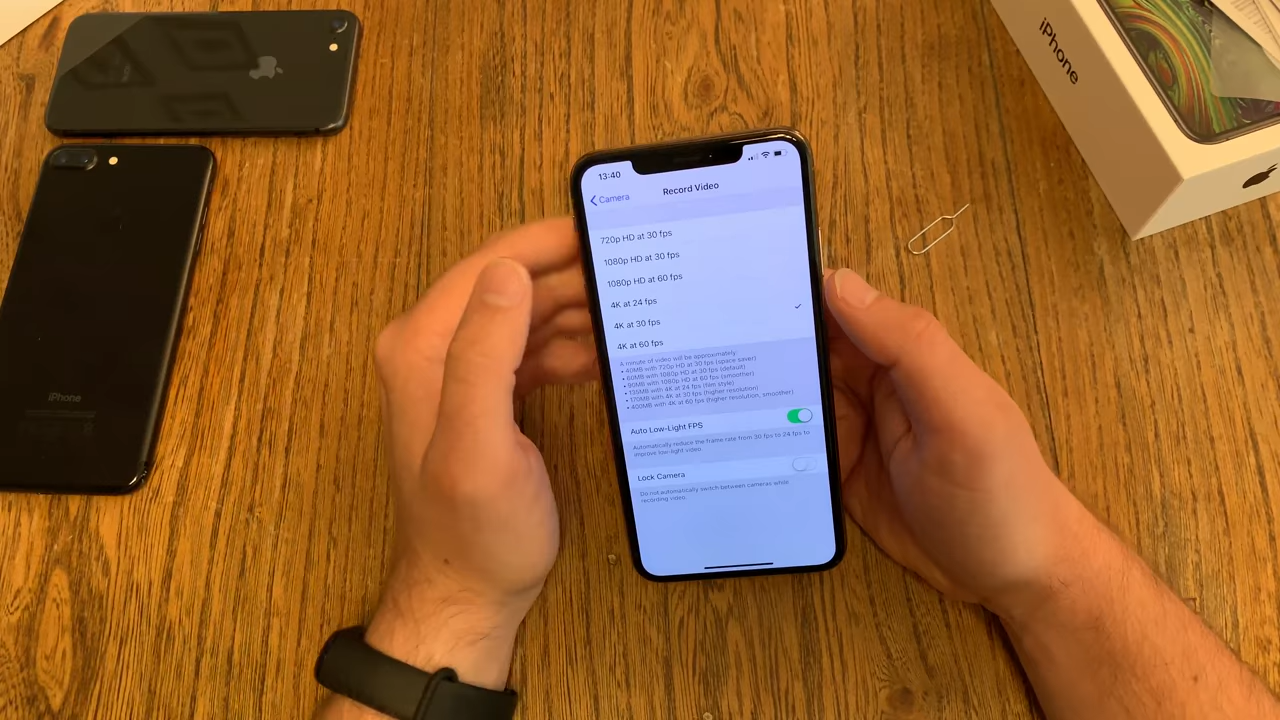 iPhone
13:40
Camera
Record Video
720p HD at 30 fps
1080p HD at 30 fps
1080p HD at 60 fps
4K at 24 fps
4K at 30 fps
4K at 60 fps
A minute of video will be approximately:
• 40MB with 720p HD at 30 fps (space saver)
• 60MB with 1080p HD at 30 fps (default)
• 90MB with 1080p HD at 60 fps (smoother)
• 135MB with 4K at 24 fps (film style)
• 170MB with 4K at 30 fps (higher resolution)
• 400MB with 4K at 60 fps (higher resolution, smoother)
Auto Low-Light FPS
Automatically reduce the frame rate from 30 fps to 24 fps to
improve low-light video.
Lock Camera
Do not automatically switch between cameras while
recording video.
iPhone